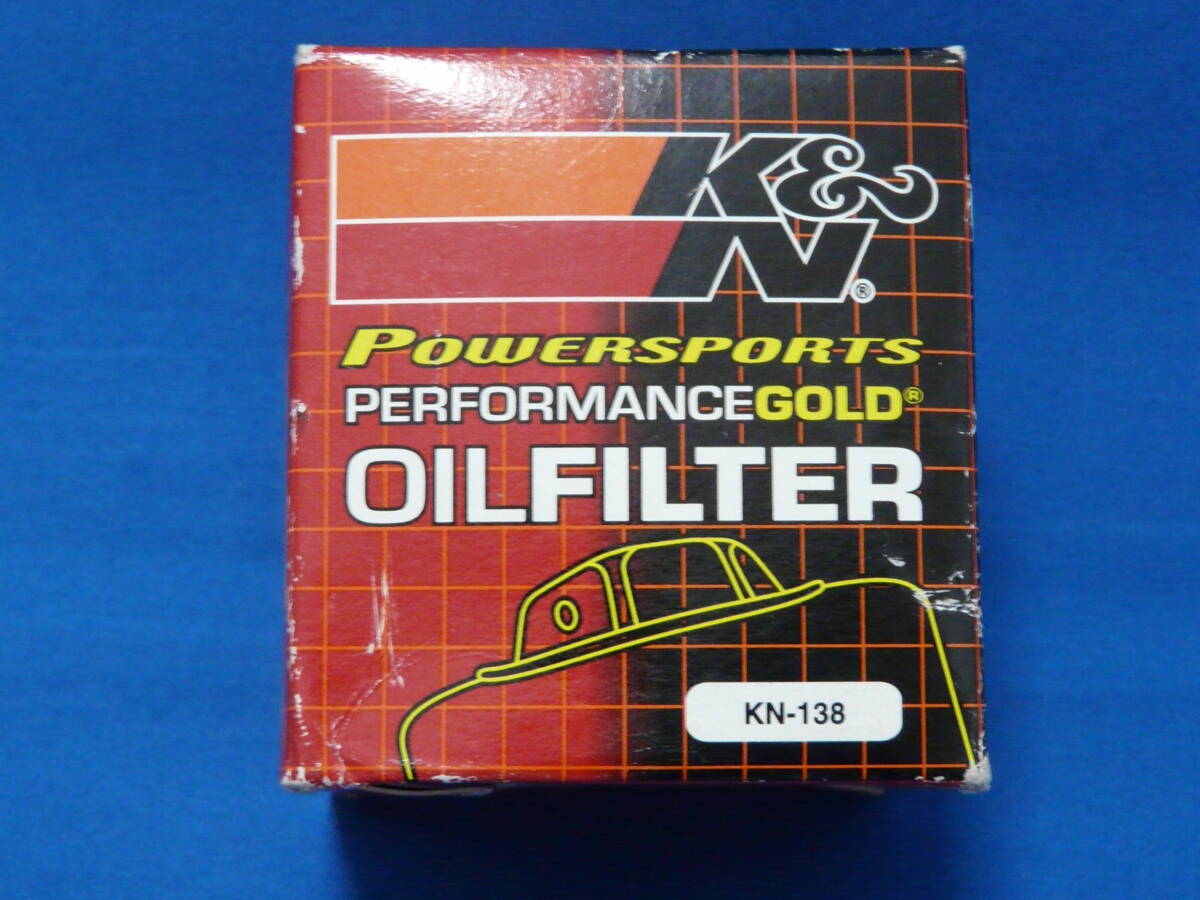 K&
N®
POWERSPORTS
PERFORMANCEGOLD®
OILFILTER
KN-138